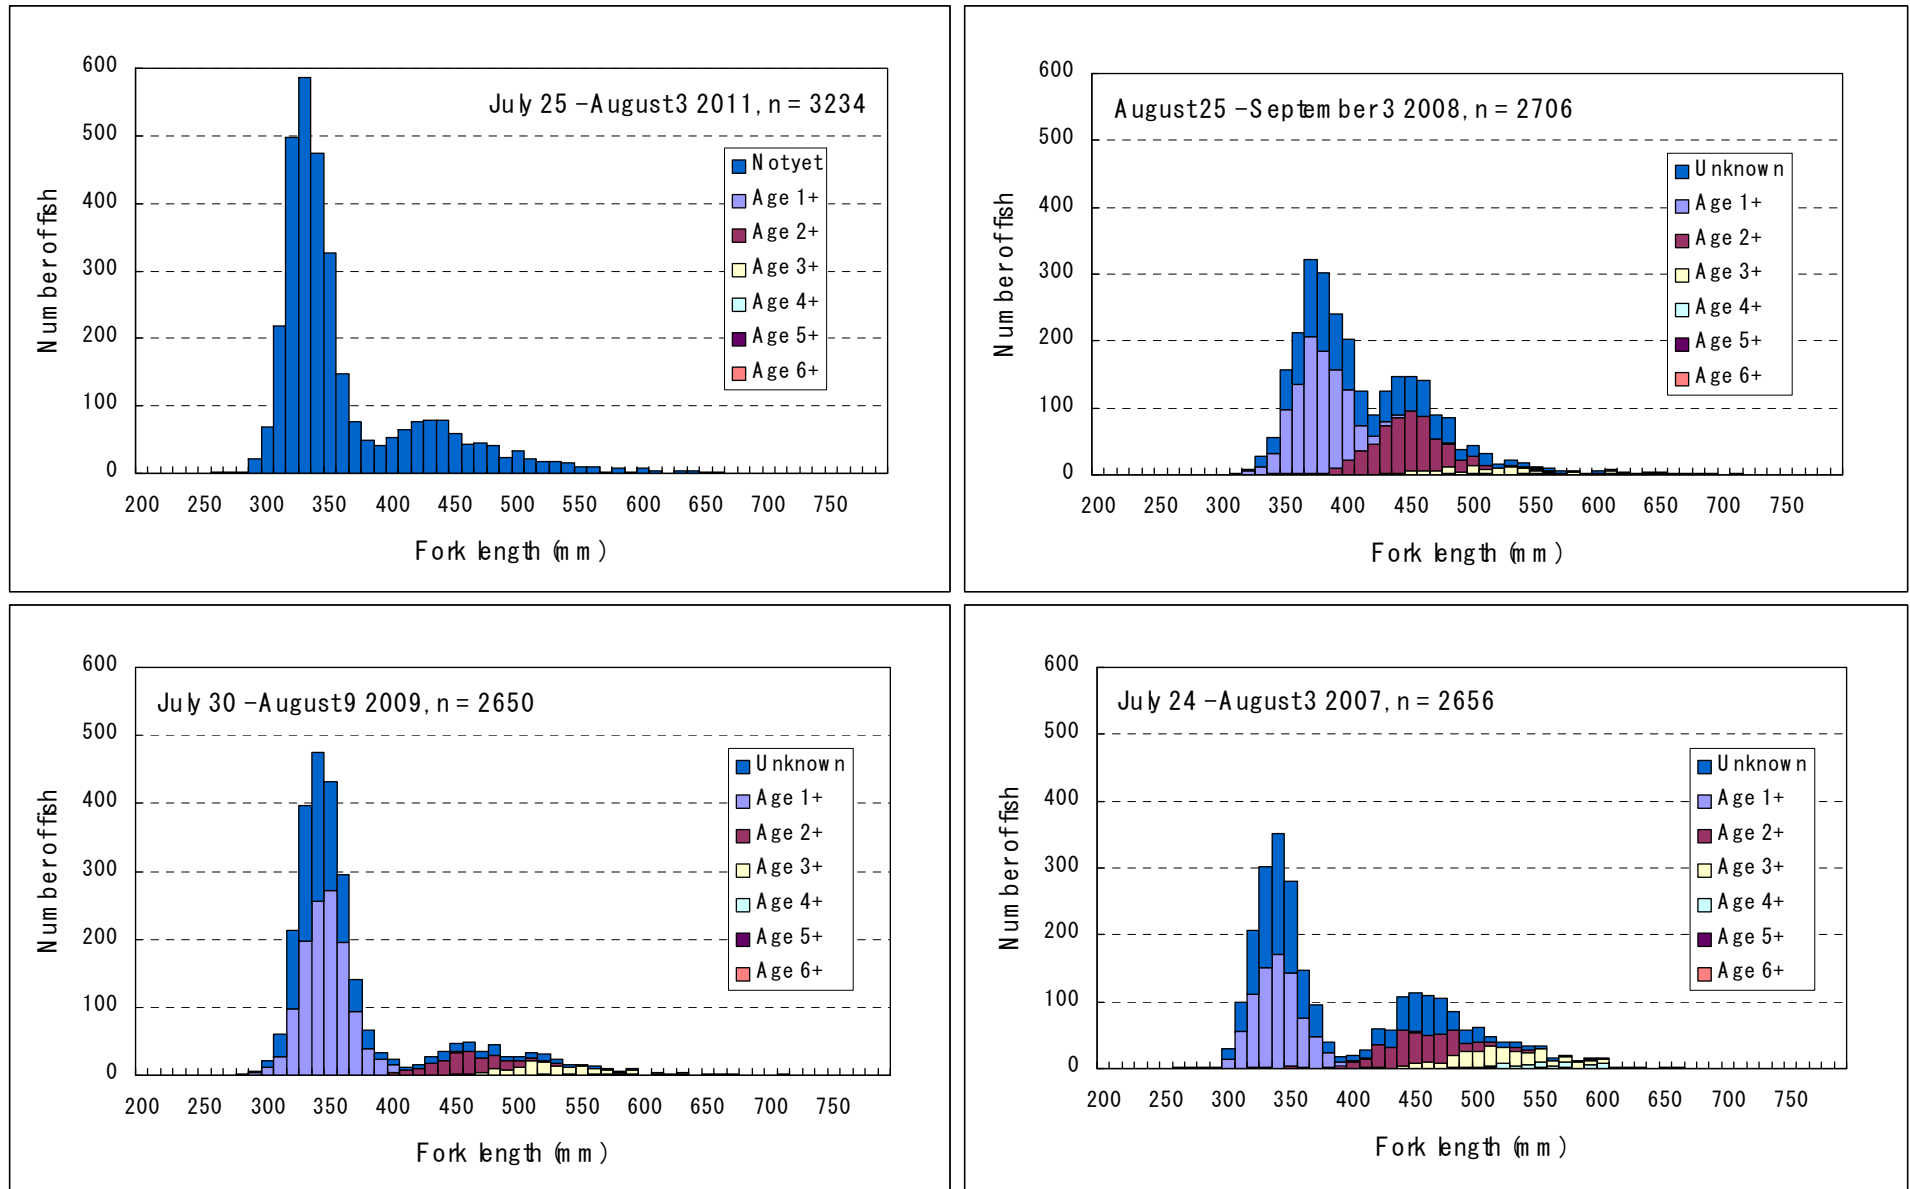 600
500
400
300
200
100
0
Number of fish
July 25 – August 3 2011, n = 3234
Not yet
Age 1+
Age 2+
Age 3+
Age 4+
Age 5+
Age 6+
200 250 300 350 400 450 500 550 600 650 700 750
Fork length (mm)
600
500
400
300
200
100
0
Number of fish
August 25 – September 3 2008, n = 2706
Unknown
Age 1+
Age 2+
Age 3+
Age 4+
Age 5+
Age 6+
200 250 300 350 400 450 500 550 600 650 700 750
Fork length (mm)
600
500
400
300
200
100
0
Number of fish
July 30 – August 9 2009, n = 2650
Unknown
Age 1+
Age 2+
Age 3+
Age 4+
Age 5+
Age 6+
200 250 300 350 400 450 500 550 600 650 700 750
Fork length (mm)
600
500
400
300
200
100
0
Number of fish
July 24 – August 3 2007, n = 2656
Unknown
Age 1+
Age 2+
Age 3+
Age 4+
Age 5+
Age 6+
200 250 300 350 400 450 500 550 600 650 700 750
Fork length (mm)